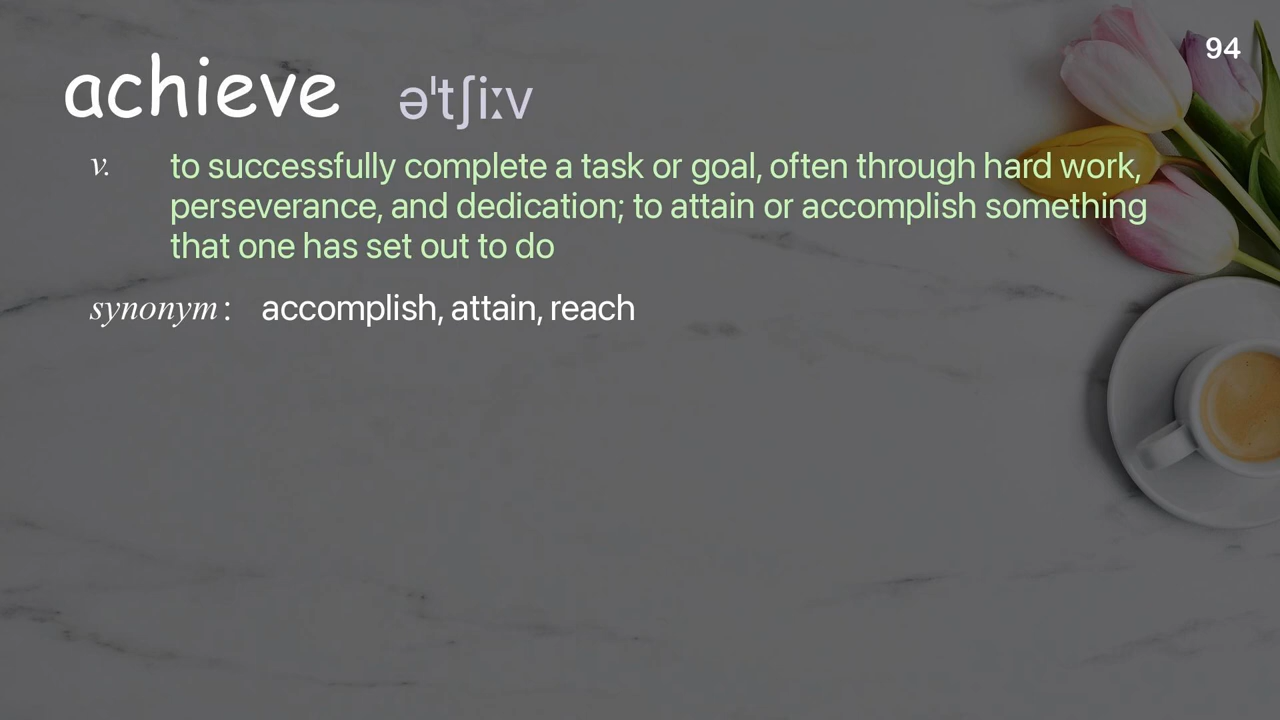 94
achieve əˈtʃiːv
v. to successfully complete a task or goal, often through hard work,
perseverance, and dedication; to attain or accomplish something
that one has set out to do
synonym: accomplish, attain, reach